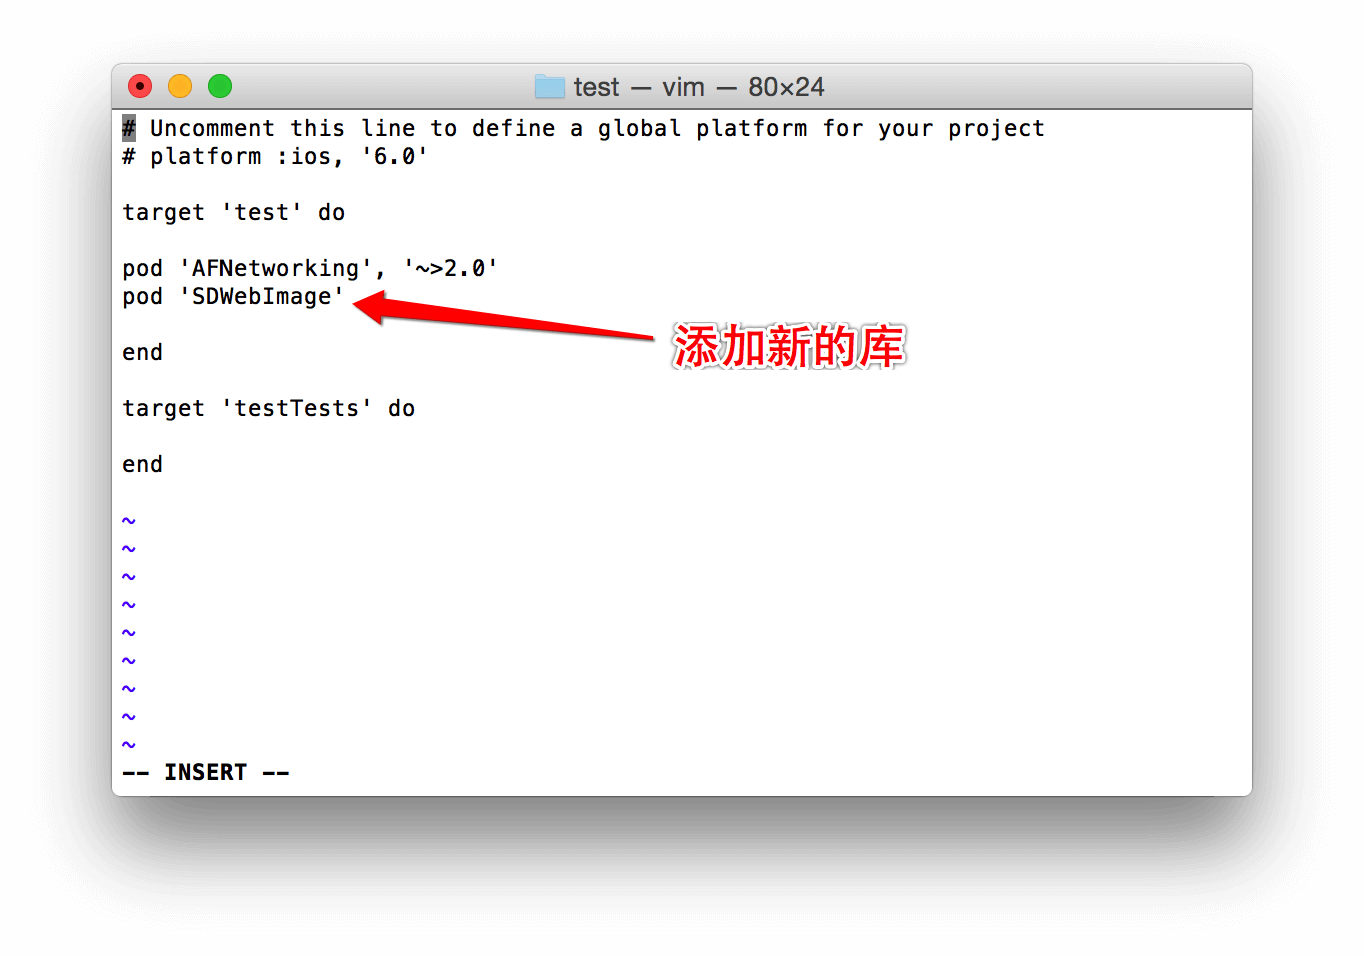 test — vim — 80×24
# Uncomment this line to define a global platform for your project
# platform :ios, '6.0'
target 'test' do
pod 'AFNetworking', '~>2.0'
pod 'SDWebImage'
添加新的库
end
target 'testTests' do
end
~
~
~
~
~
~
~
~
~
-- INSERT --